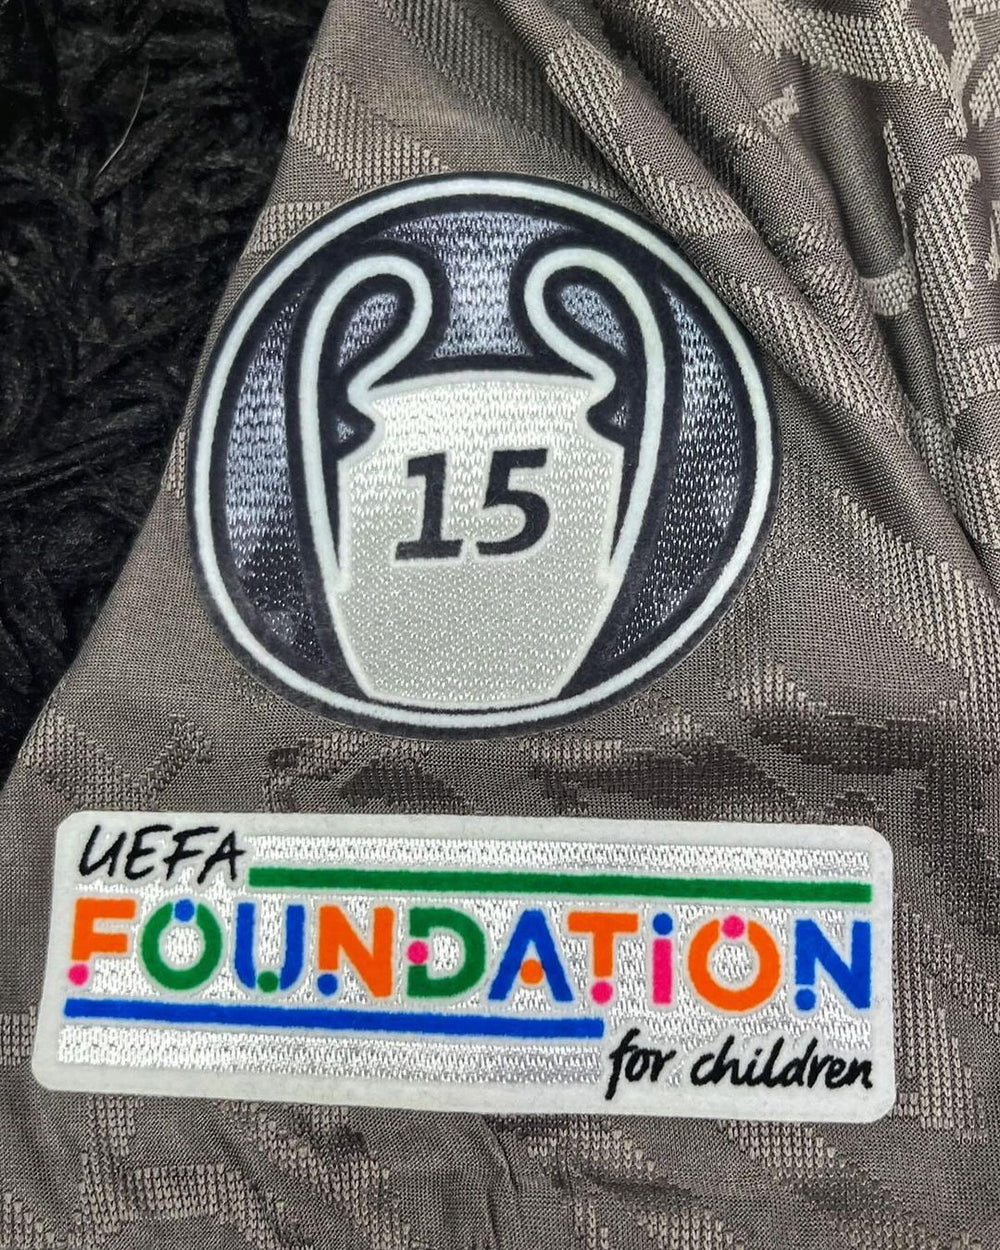 15
UEFA
FOUNDATiON
for children